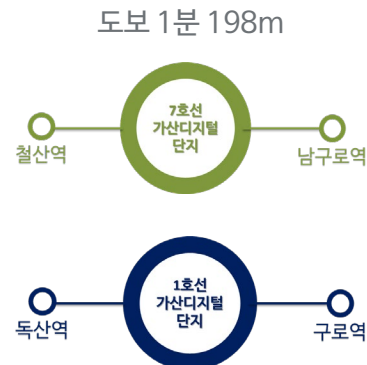 도보 1분 198m
7호선
가산디지털
단지
철산역
남구로역
1호선
가산디지털
단지
독산역
구로역